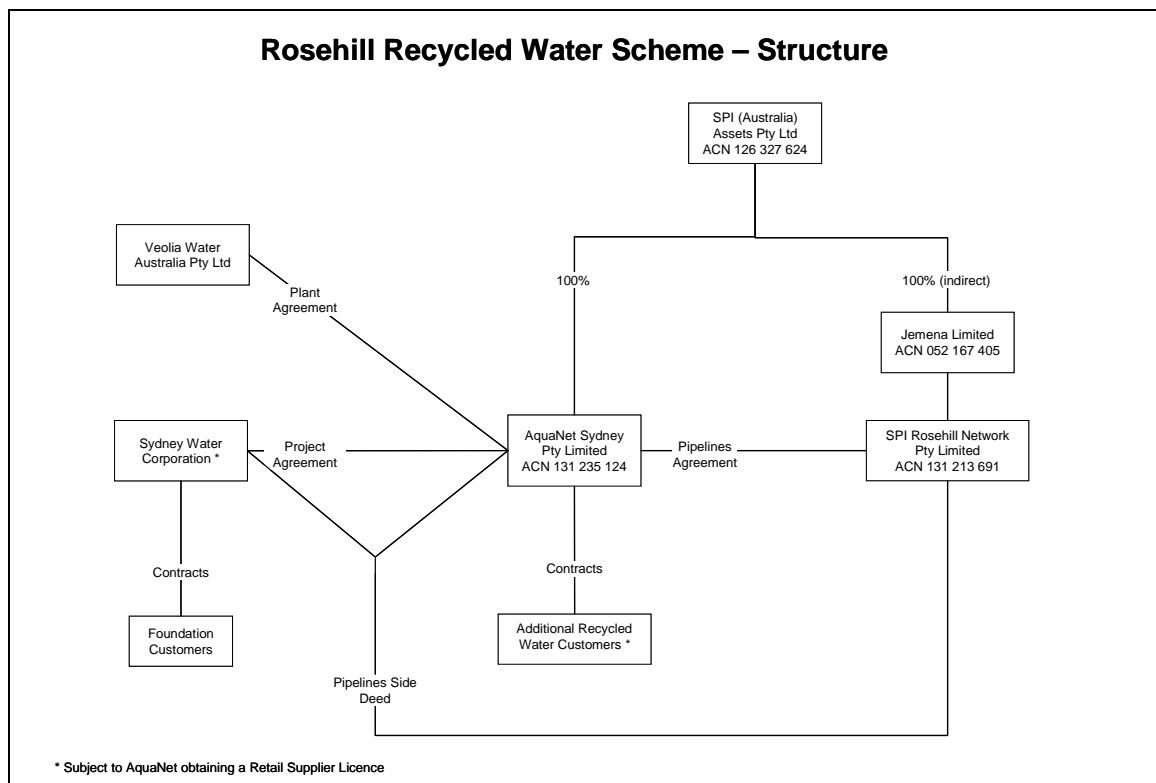 Rosehill Recycled Water Scheme – Structure
SPI (Australia)
Assets Pty Ltd
ACN 126 327 624
Veolia Water
Australia Pty Ltd
Plant
Agreement
100%
100% (indirect)
Jemena Limited
ACN 052 167 405
Sydney Water
Corporation *
Project
Agreement
AquaNet Sydney
Pty Limited
ACN 131 235 124
Pipelines
Agreement
SPI Rosehill Network
Pty Limited
ACN 131 213 691
Contracts
Contracts
Foundation
Customers
Additional Recycled
Water Customers *
Pipelines Side
Deed
* Subject to AquaNet obtaining a Retail Supplier Licence